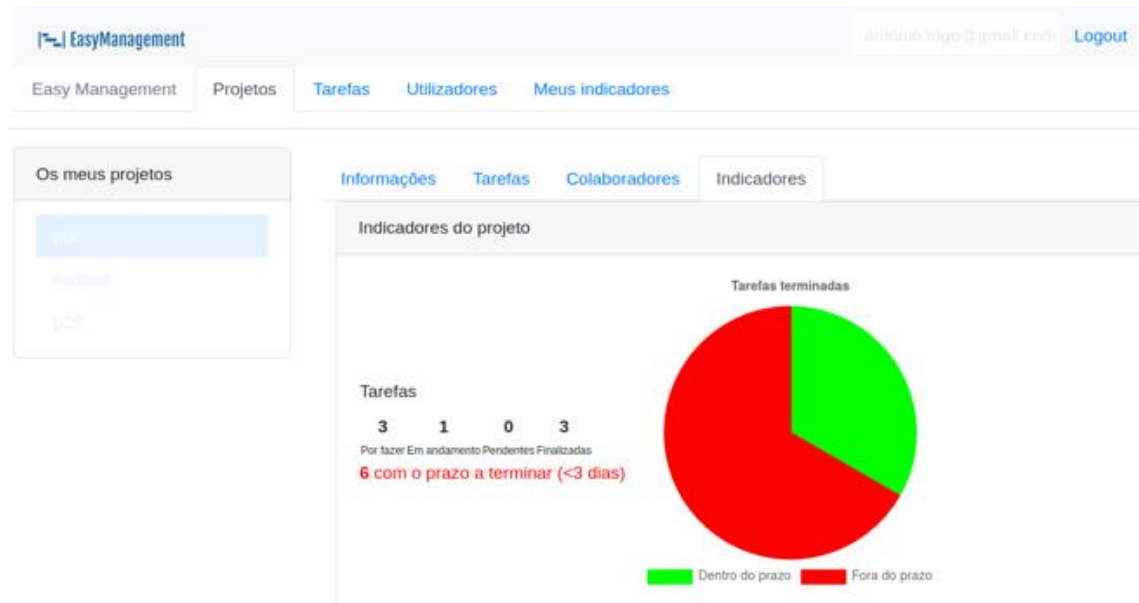 EasyManagement
Logout
Easy Management Projetos Tarefas Utilizadores Meus indicadores
Os meus projetos
Informações Tarefas Colaboradores Indicadores
Indicadores do projeto
Tarefas terminadas
Tarefas
3 1 0 3
Por fazer Em andamento Pendentes Finalizadas
6 com o prazo a terminar (<3 dias)
Dentro do prazo Fora do prazo